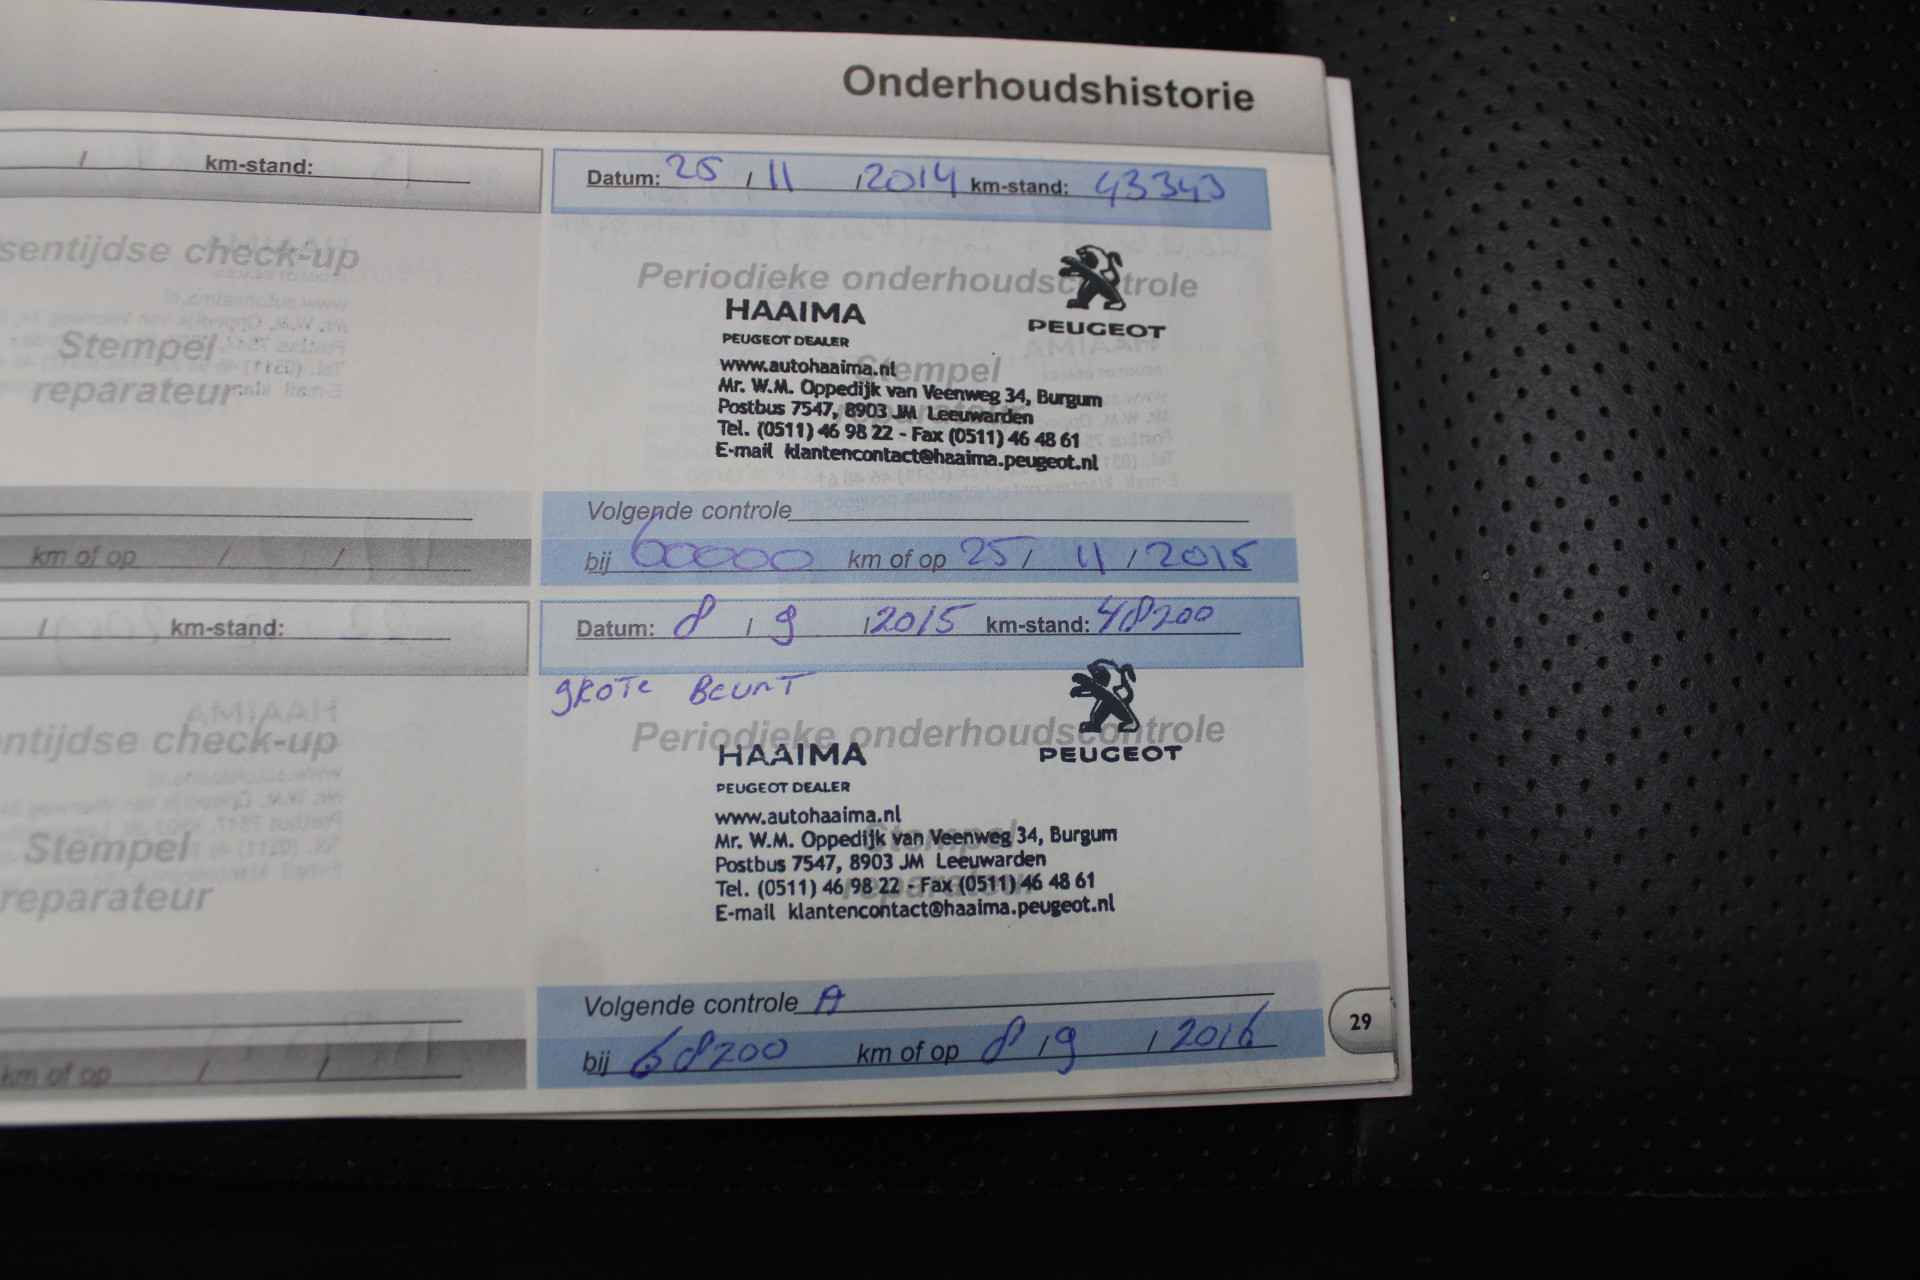 Onderhoudshistorie
/ km-stand:
sentijdse check-up
Stempel
reparateur
km of op / /
/ km-stand:
ntijdse check-up
Stempel
reparateur
km of op / /
Datum: 25 / 11 / 2014 km-stand: 43343
Periodieke onderhoudscontrole
HAAIMA
PEUGEOT DEALER
PEUGEOT
Stempel
www.autohaaima.nl
Mr. W.M. Oppedijk van Veenweg 34, Burgum
Postbus 7547, 8903 JM Leeuwarden
reparateur
Tel. (0511) 46 98 22 - Fax (0511) 46 48 61
E-mail klantencontact@haaima.peugeot.nl
Volgende controle
bij 60000 km of op 25 / 11 / 2015
Datum: 8 / 9 / 2015 km-stand: 48200
GROTE BEURT
Periodieke onderhoudscontrole
HAAIMA
PEUGEOT DEALER
PEUGEOT
www.autohaaima.nl
Stempel
Mr. W.M. Oppedijk van Veenweg 34, Burgum
Postbus 7547, 8903 JM Leeuwarden
reparateur
Tel. (0511) 46 98 22 - Fax (0511) 46 48 61
E-mail klantencontact@haaima.peugeot.nl
Volgende controle A
bij 68200 km of op 8 / 9 / 2016
29